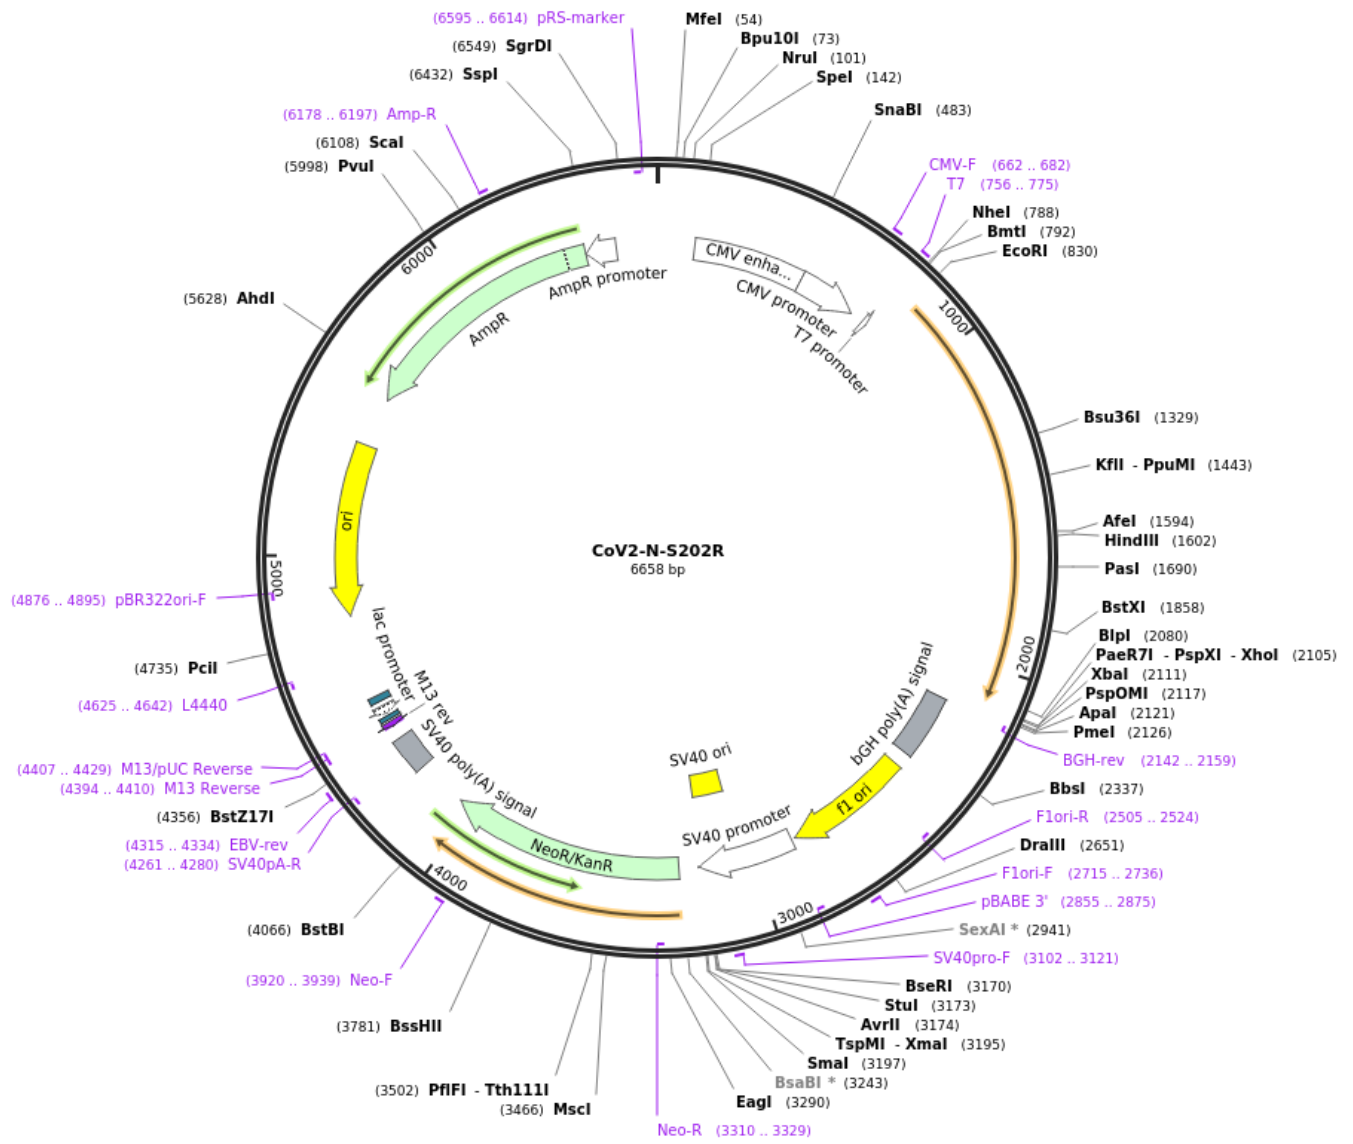 (6595 .. 6614) pRS-marker
(6549) SgrDI
(6432) SspI
(6178 .. 6197) Amp-R
(6108) ScaI
(5998) PvuI
(5628) AhdI
MfeI (54)
Bpu10I (73)
NruI (101)
SpeI (142)
SnaBI (483)
CMV-F (662 .. 682)
T7 (756 .. 775)
NheI (788)
BmtI (792)
EcoRI (830)
6000
1000
AmpR promoter
AmpR
CMV enha...
CMV promoter
T7 promoter
Bsu36I (1329)
KflI - PpuMI (1443)
AfeI (1594)
HindIII (1602)
PasI (1690)
BstXI (1858)
BlpI (2080)
PaeR7I - PspXI - XhoI (2105)
XbaI (2111)
PspOMI (2117)
ApaI (2121)
PmeI (2126)
BGH-rev (2142 .. 2159)
BbsI (2337)
F1ori-R (2505 .. 2524)
DraIII (2651)
F1ori-F (2715 .. 2736)
pBABE 3' (2855 .. 2875)
SexAI * (2941)
SV40pro-F (3102 .. 3121)
BseRI (3170)
StuI (3173)
AvrII (3174)
TspMI - XmaI (3195)
SmaI (3197)
BsaBI * (3243)
EagI (3290)
Neo-R (3310 .. 3329)
ori
CoV2-N-S202R
6658 bp
5000
2000
lac promoter
M13 rev
SV40 poly(A) signal
SV40 ori
bGH poly(A) signal
f1 ori
SV40 promoter
NeoR/KanR
4000
3000
(4876 .. 4895) pBR322ori-F
(4735) PciI
(4625 .. 4642) L4440
(4407 .. 4429) M13/pUC Reverse
(4394 .. 4410) M13 Reverse
(4356) BstZ17I
(4315 .. 4334) EBV-rev
(4261 .. 4280) SV40pA-R
(4066) BstBI
(3920 .. 3939) Neo-F
(3781) BssHII
(3502) PflFI - Tth111I
(3466) MscI